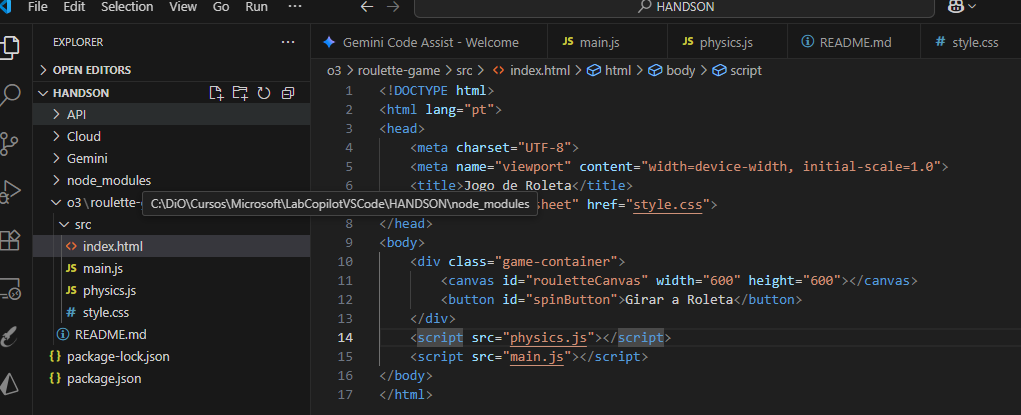 File Edit Selection View Go Run ··· HANDSON
EXPLORER ···
Gemini Code Assist - Welcome JS main.js JS physics.js README.md # style.css
OPEN EDITORS
HANDSON
API
Cloud
Gemini
node_modules
o3\roulette-
C:\DiO\Cursos\Microsoft\LabCopilotVSCode\HANDSON\node_modules
src
<> index.html
JS main.js
JS physics.js
# style.css
README.md
{} package-lock.json
{} package.json
o3 > roulette-game > src > <> index.html > html > body > script
1 <!DOCTYPE html>
2 <html lang="pt">
3 <head>
4 <meta charset="UTF-8">
5 <meta name="viewport" content="width=device-width, initial-scale=1.0">
6 <title>Jogo de Roleta</title>
sheet" href="style.css">
8 </head>
9 <body>
10 <div class="game-container">
11 <canvas id="rouletteCanvas" width="600" height="600"></canvas>
12 <button id="spinButton">Girar a Roleta</button>
13 </div>
14 <script src="physics.js"></script>
15 <script src="main.js"></script>
16 </body>
17 </html>